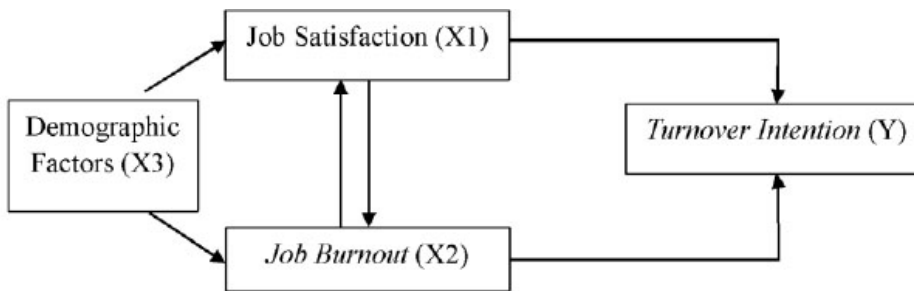 Job Satisfaction (X1)
Demographic
Factors (X3)
Turnover Intention (Y)
Job Burnout (X2)